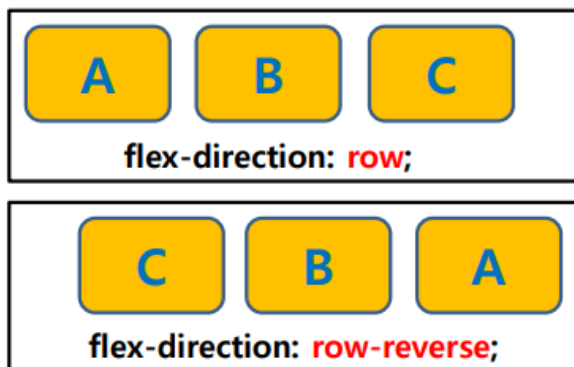 A B C
flex-direction: row;
C B A
flex-direction: row-reverse;